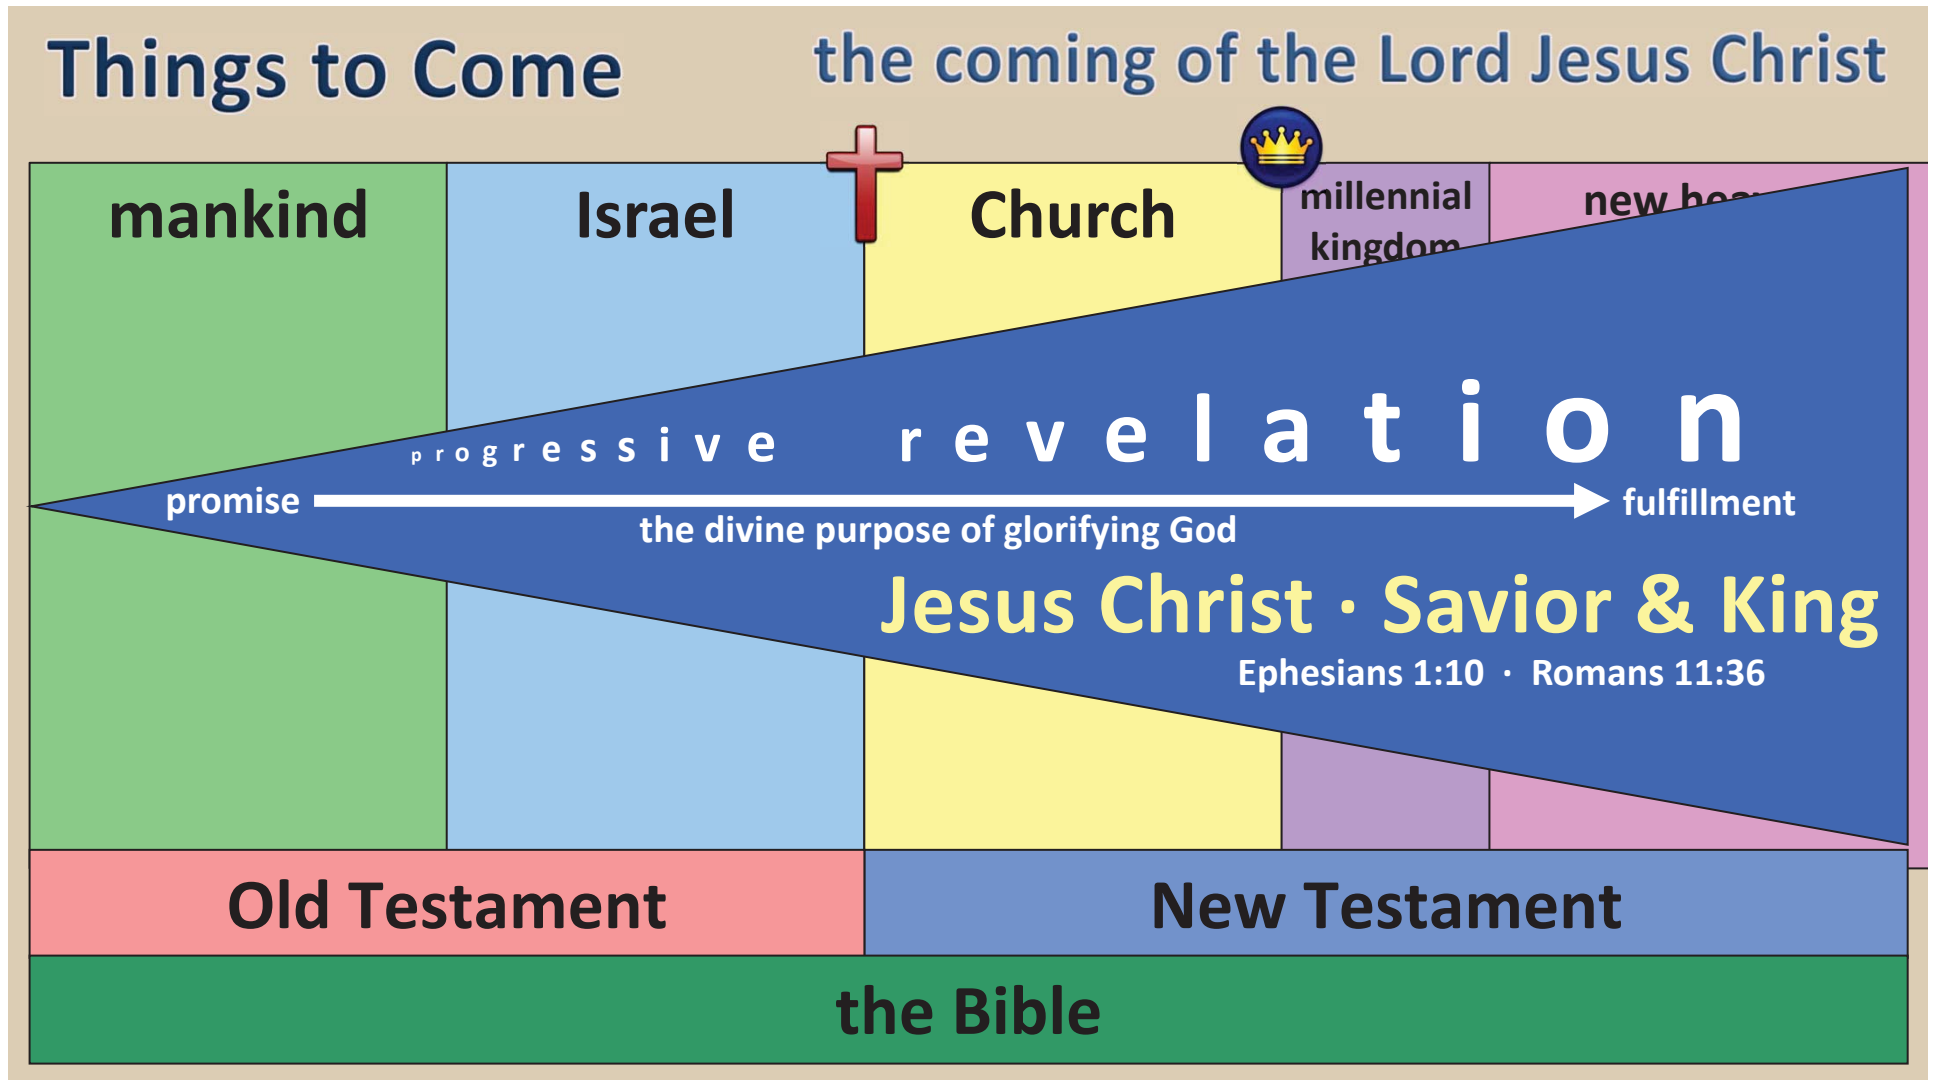 Things to Come
the coming of the Lord Jesus Christ
mankind
Israel
Church
millennial
kingdom
new
progressive revelation
promise
fulfillment
the divine purpose of glorifying God
Jesus Christ · Savior & King
Ephesians 1:10 · Romans 11:36
Old Testament
New Testament
the Bible